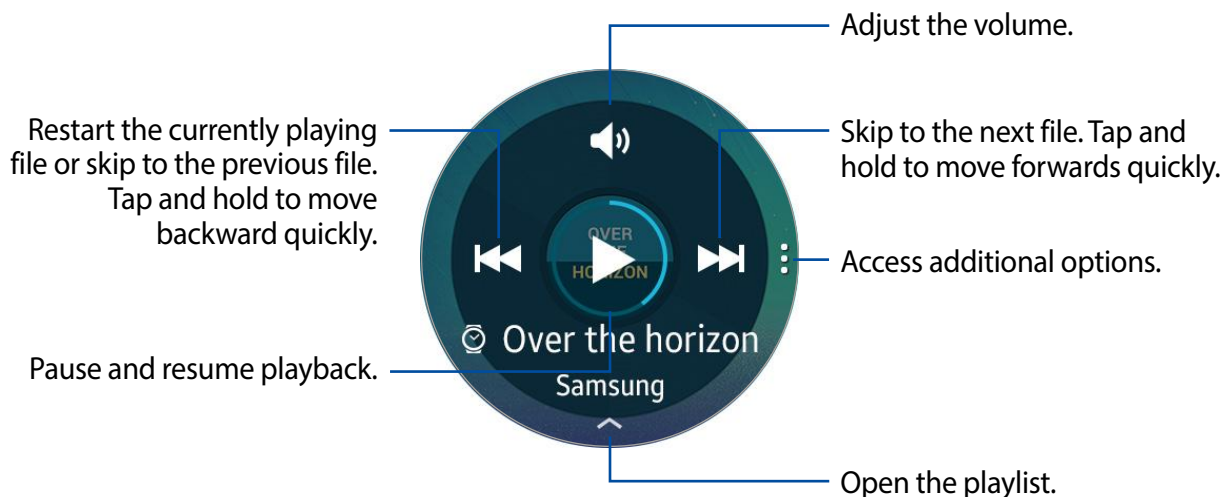 Adjust the volume.
Restart the currently playing
file or skip to the previous file.
Tap and hold to move
backward quickly.
Skip to the next file. Tap and
hold to move forwards quickly.
OVER
HORIZON
Access additional options.
Over the horizon
Pause and resume playback.
Samsung
Open the playlist.